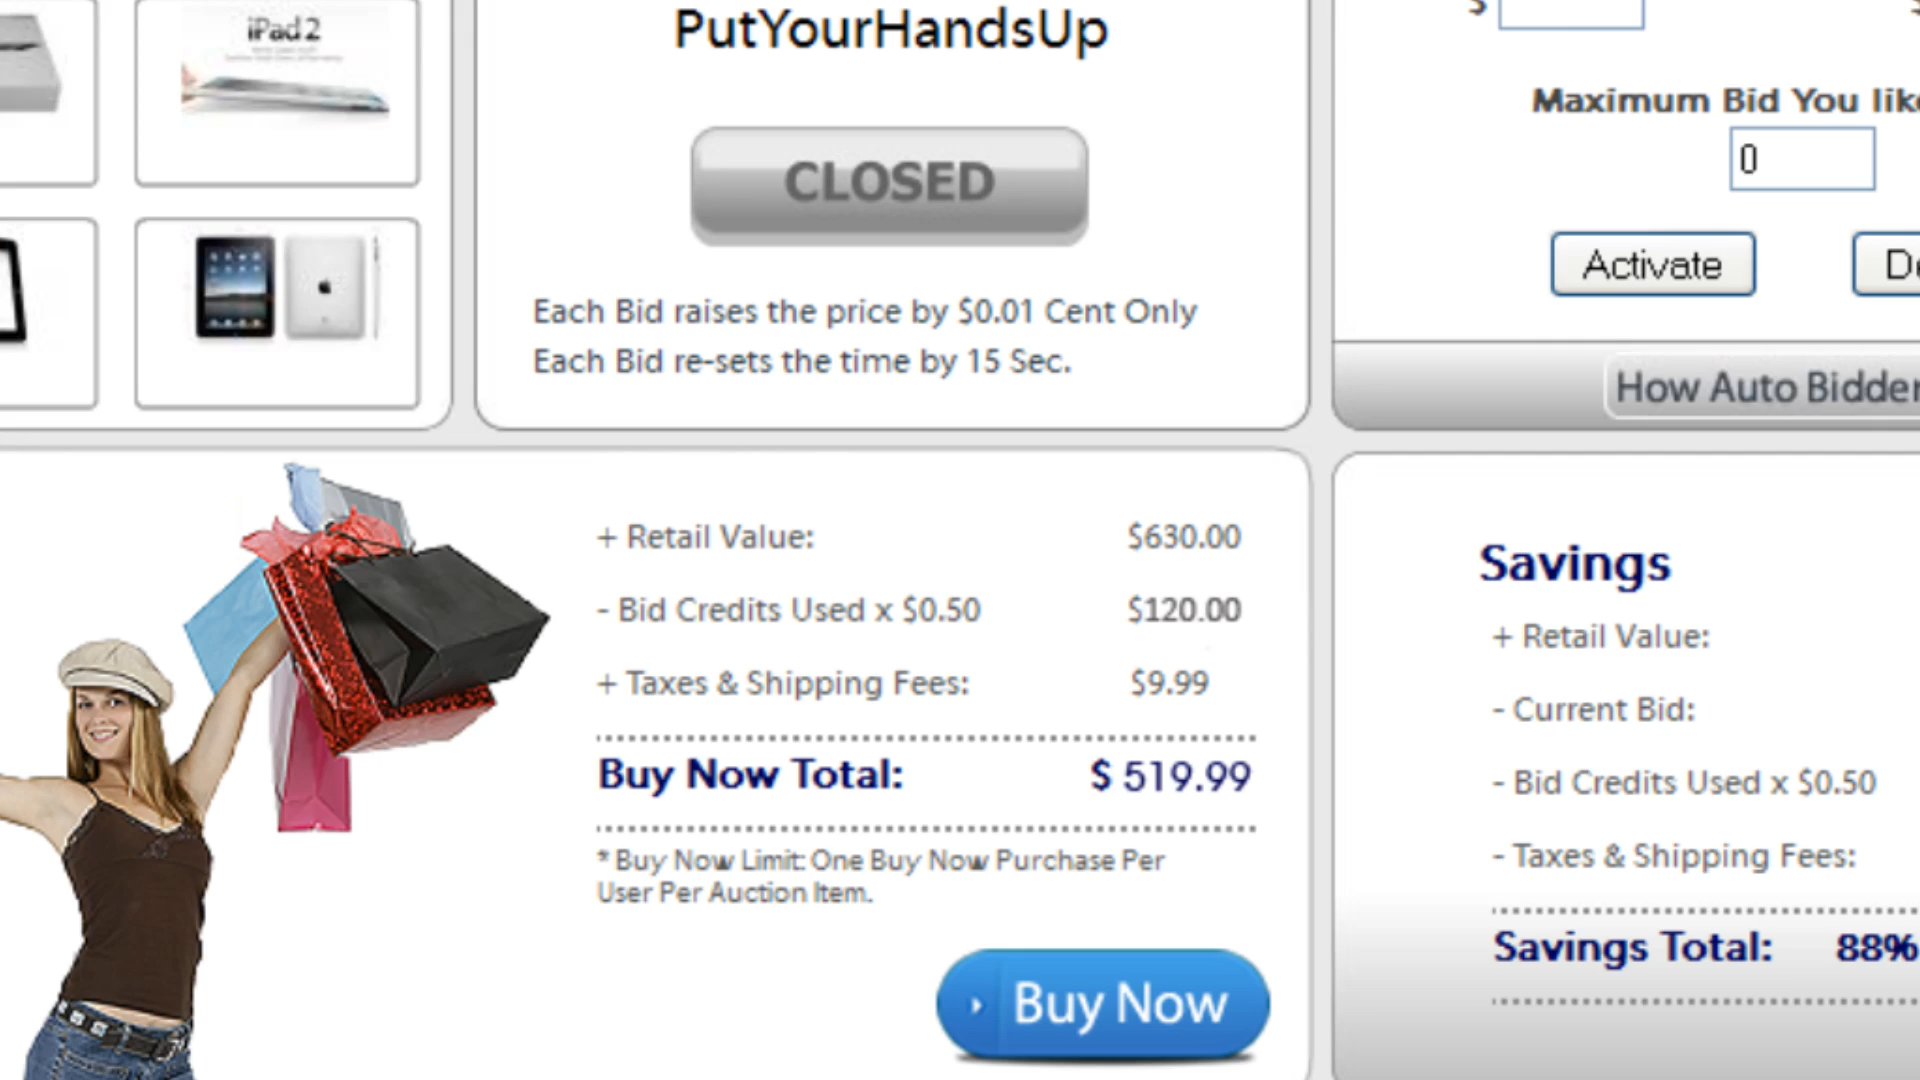 iPad 2
PutYourHandsUp
CLOSED
Each Bid raises the price by $0.01 Cent Only
Each Bid re-sets the time by 15 Sec.
$
Maximum Bid You like
0
Activate
De
How Auto Bidder
+ Retail Value: $630.00
- Bid Credits Used x $0.50 $120.00
+ Taxes & Shipping Fees: $9.99
Buy Now Total: $ 519.99
* Buy Now Limit: One Buy Now Purchase Per
User Per Auction Item.
Buy Now
Savings
+ Retail Value:
- Current Bid:
- Bid Credits Used x $0.50
- Taxes & Shipping Fees:
Savings Total: 88%